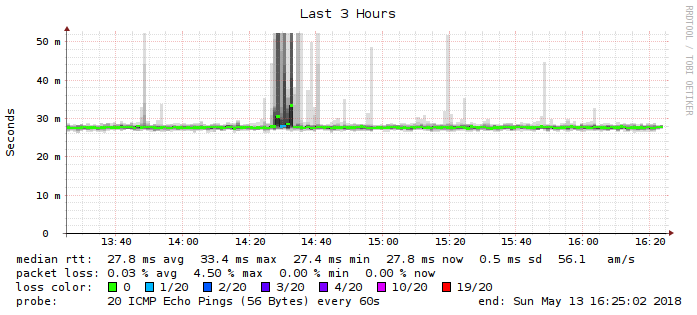 Last 3 Hours
RRDTOOL / TOBI OETIKER
Seconds
50 m
40 m
30 m
20 m
10 m
0
13:40 14:00 14:20 14:40 15:00 15:20 15:40 16:00 16:20
median rtt: 27.8 ms avg 33.4 ms max 27.4 ms min 27.8 ms now 0.5 ms sd 56.1 am/s
packet loss: 0.03 % avg 4.50 % max 0.00 % min 0.00 % now
loss color: 0 1/20 2/20 3/20 4/20 10/20 19/20
probe: 20 ICMP Echo Pings (56 Bytes) every 60s end: Sun May 13 16:25:02 2018